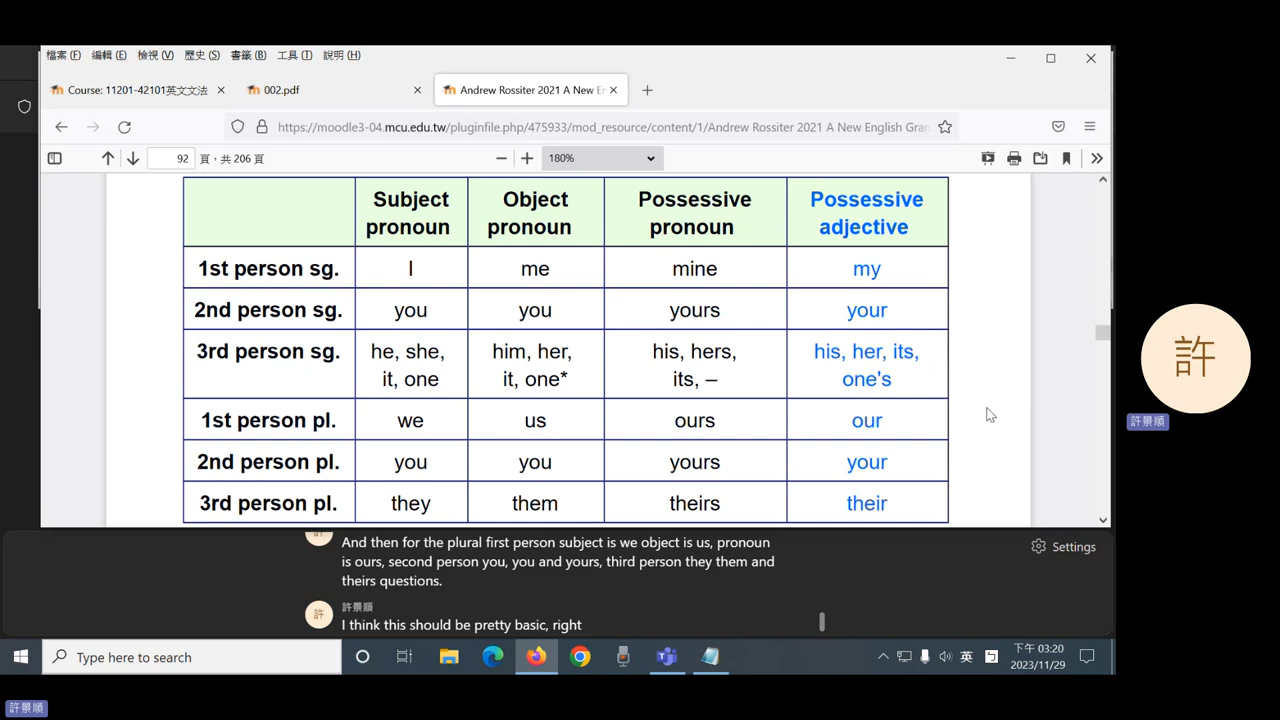 檔案 (F) 編輯 (E) 檢視 (V) 歷史 (S) 書籤 (B) 工具 (T) 說明 (H)
Course: 11201-42101英文文法 002.pdf Andrew Rossiter 2021 A New En
https://moodle3-04.mcu.edu.tw/pluginfile.php/475933/mod_resource/content/1/Andrew Rossiter 2021 A New English Gran
92 頁，共 206 頁 180%
Subject pronoun Object pronoun Possessive pronoun Possessive adjective
1st person sg. I me mine my
2nd person sg. you you yours your
3rd person sg. he, she, it, one him, her, it, one* his, hers, its, – his, her, its, one's
1st person pl. we us ours our
2nd person pl. you you yours your
3rd person pl. they them theirs their
許
許景順
許
And then for the plural first person subject is we object is us, pronoun
is ours, second person you, you and yours, third person they them and
theirs questions.
Settings
許
許景順
I think this should be pretty basic, right
Type here to search
英
下午 03:20
2023/11/29
許景順